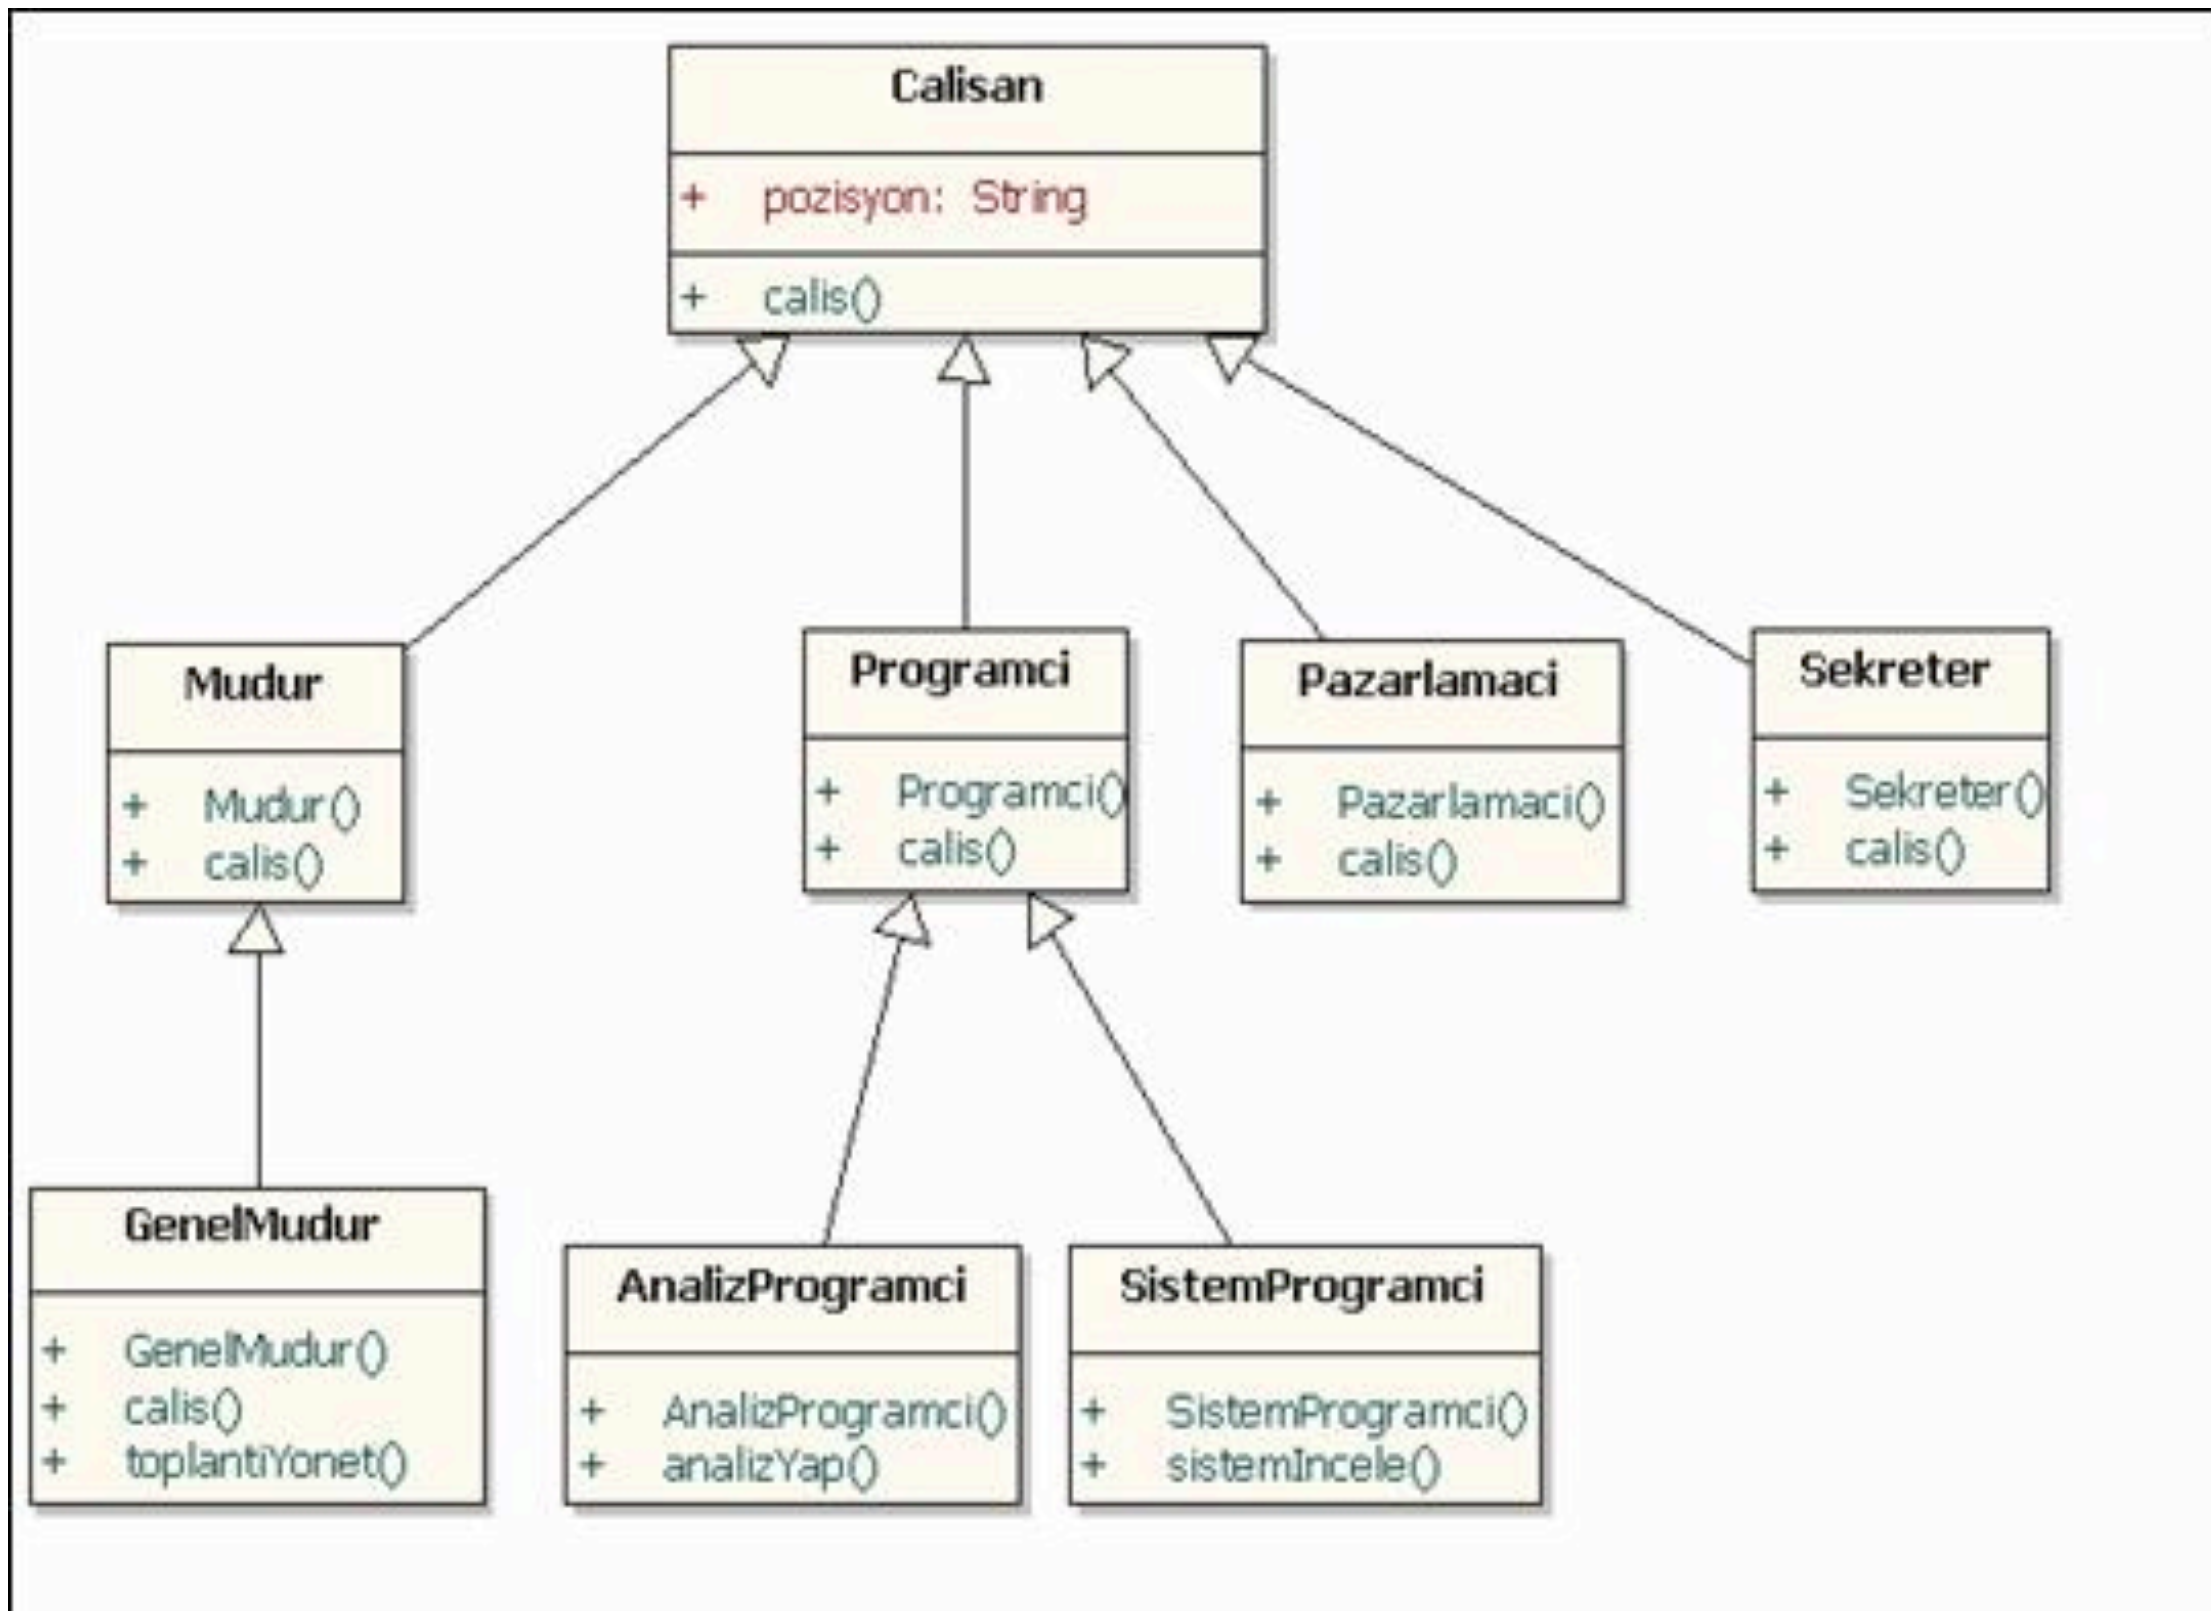 Calisan
+ pozisyon: String
+ calis()
Mudur
+ Mudur()
+ calis()
Programci
+ Programci()
+ calis()
Pazarlamaci
+ Pazarlamaci()
+ calis()
Sekreter
+ Sekreter()
+ calis()
GenelMudur
+ GenelMudur()
+ calis()
+ toplantiYonet()
AnalizProgramci
+ AnalizProgramci()
+ analizYap()
SistemProgramci
+ SistemProgramci()
+ sistemIncele()